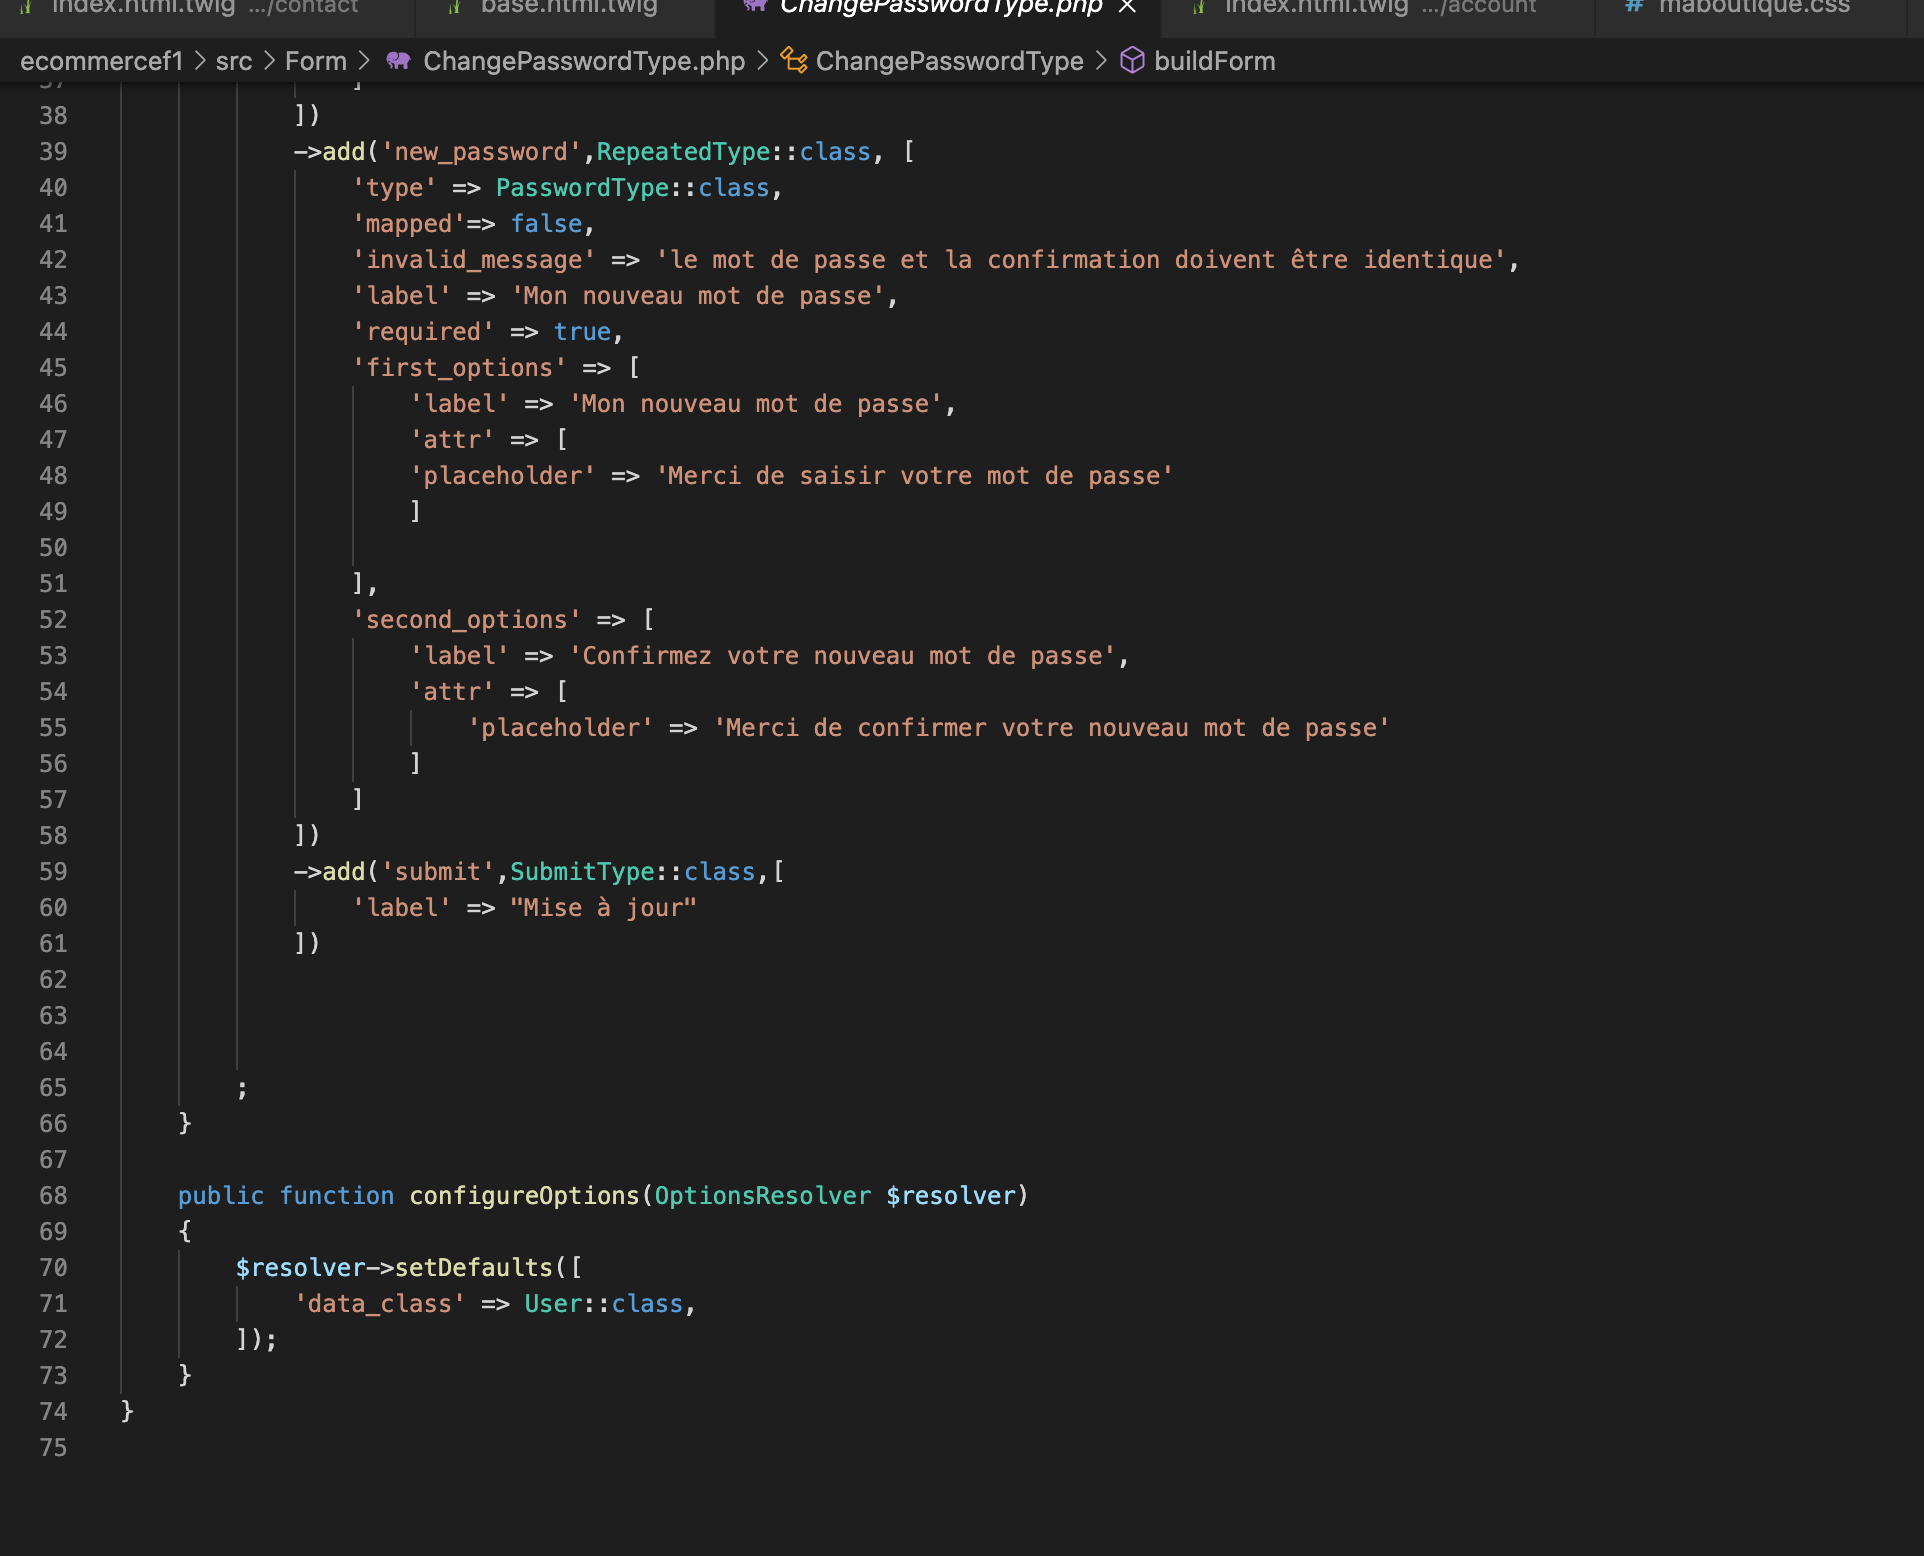 index.html.twig .../contact base.html.twig ChangePasswordType.php × index.html.twig .../account # maboutique.css
ecommercef1 > src > Form > ChangePasswordType.php > ChangePasswordType > buildForm
37 ]
38 ])
39 ->add('new_password',RepeatedType::class, [
40 'type' => PasswordType::class,
41 'mapped'=> false,
42 'invalid_message' => 'le mot de passe et la confirmation doivent être identique',
43 'label' => 'Mon nouveau mot de passe',
44 'required' => true,
45 'first_options' => [
46 'label' => 'Mon nouveau mot de passe',
47 'attr' => [
48 'placeholder' => 'Merci de saisir votre mot de passe'
49 ]
50
51 ],
52 'second_options' => [
53 'label' => 'Confirmez votre nouveau mot de passe',
54 'attr' => [
55 'placeholder' => 'Merci de confirmer votre nouveau mot de passe'
56 ]
57 ]
58 ])
59 ->add('submit',SubmitType::class,[
60 'label' => "Mise à jour"
61 ])
62
63
64
65 ;
66 }
67
68 public function configureOptions(OptionsResolver $resolver)
69 {
70 $resolver->setDefaults([
71 'data_class' => User::class,
72 ]);
73 }
74 }
75